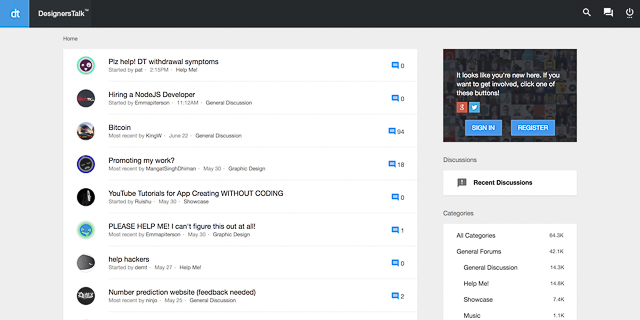 dt DesignersTalk™
Home
Plz help! DT withdrawal symptoms
Started by pat · 2:15PM · Help Me!
0
Hiring a NodeJS Developer
Started by Emmapiterson · 11:12AM · General Discussion
0
Bitcoin
Most recent by KingW · June 22 · General Discussion
94
Promoting my work?
Most recent by MangalSinghDhiman · May 30 · Graphic Design
18
YouTube Tutorials for App Creating WITHOUT CODING
Started by Ruishu · May 30 · Showcase
0
PLEASE HELP ME! I can't figure this out at all!
Most recent by Emmapiterson · May 30 · Graphic Design
1
help hackers
Started by derrit · May 27 · Help Me!
0
Number prediction website (feedback needed)
Most recent by ninjo · May 25 · General Discussion
2
It looks like you're new here. If you
want to get involved, click one of
these buttons!
SIGN IN REGISTER
Discussions
Recent Discussions
Categories
All Categories 64.3K
General Forums 42.1K
General Discussion 14.3K
Help Me! 14.8K
Showcase 7.4K
Music 1.1K